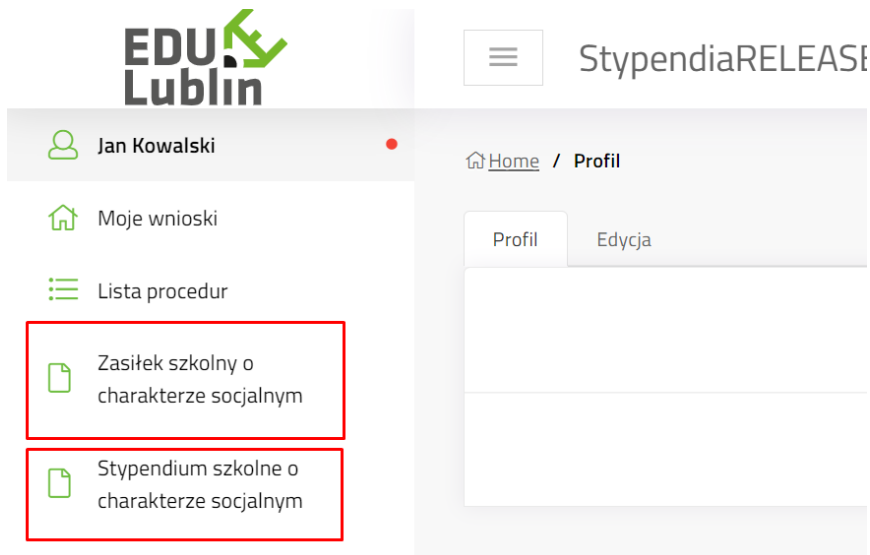 EDU
Lublin
StypendiaRELEASE
Jan Kowalski
Home / Profil
Moje wnioski
Profil
Edycja
Lista procedur
Zasiłek szkolny o
charakterze socjalnym
Stypendium szkolne o
charakterze socjalnym